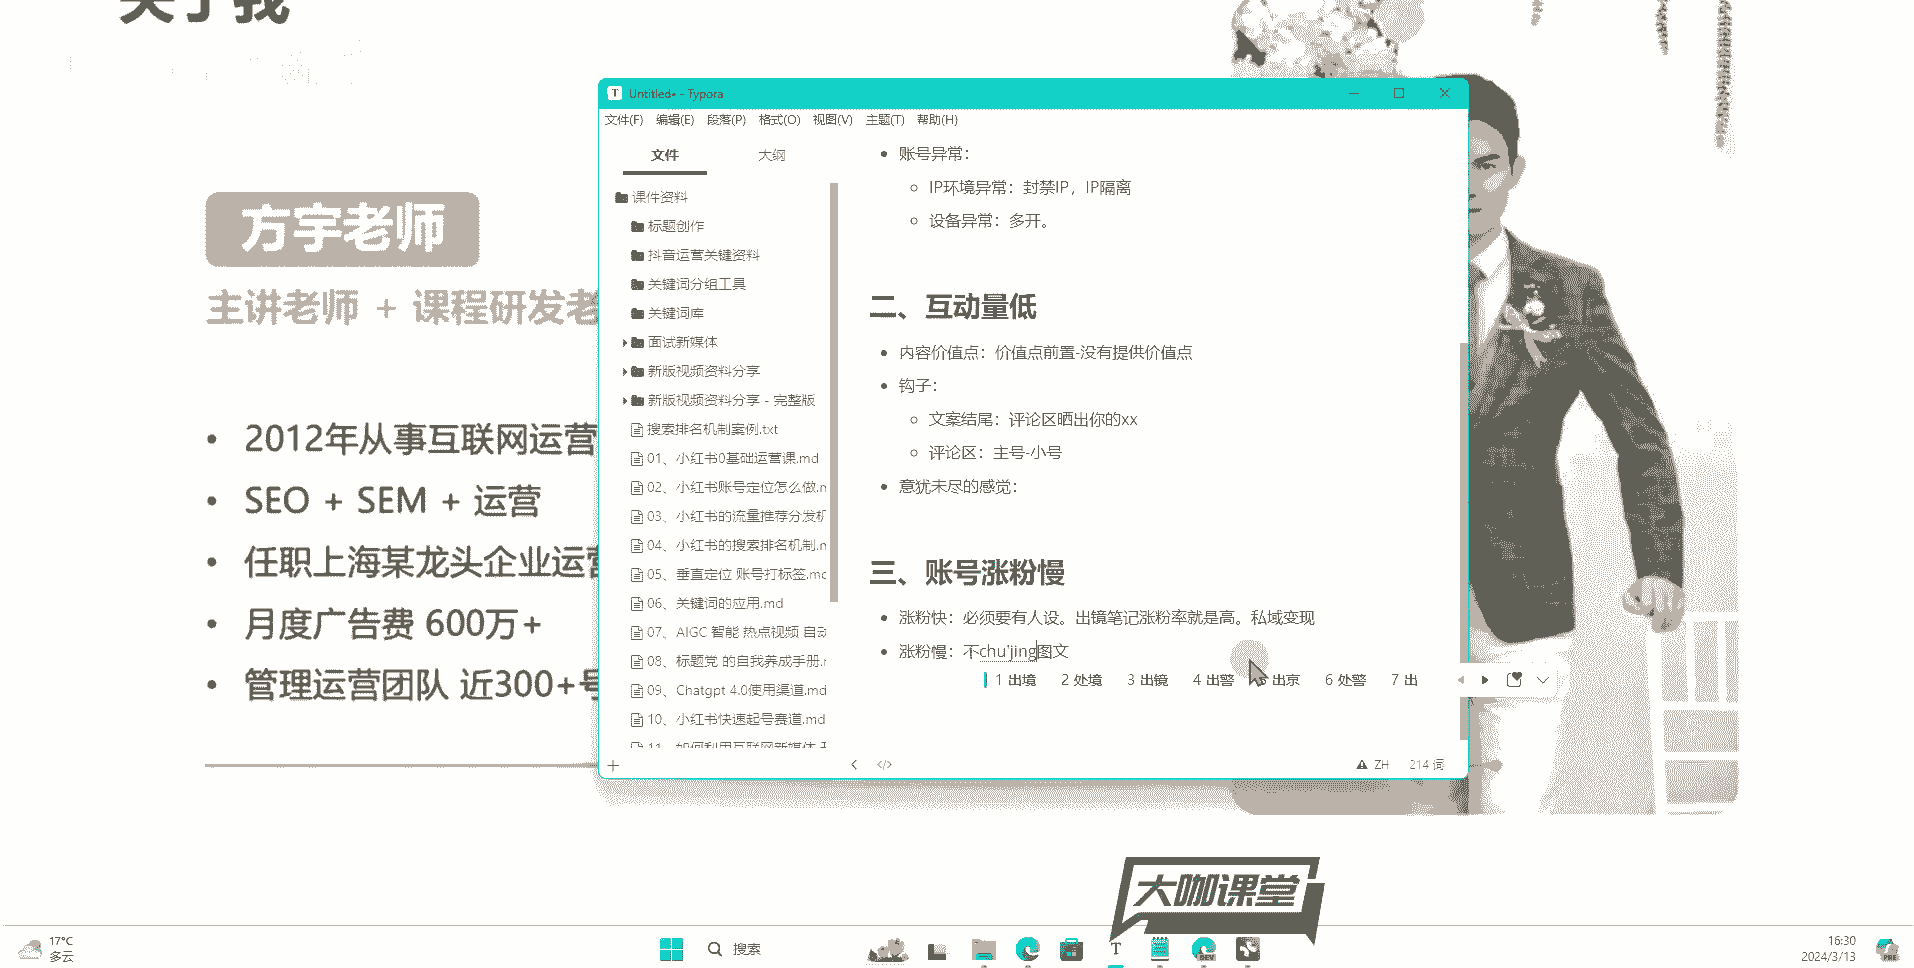 关于我
方宇老师
主讲老师 + 课程研发老
2012年从事互联网运营
SEO + SEM + 运营
任职上海某龙头企业运营
月度广告费 600万+
管理运营团队 近300+号
Untitled• - Typora
文件(F) 编辑(E) 段落(P) 格式(O) 视图(V) 主题(T) 帮助(H)
文件 大纲
课件资料
标题创作
抖音运营关键资料
关键词分组工具
关键词库
面试新媒体
新版视频资料分享
新版视频资料分享 - 完整版
搜索排名机制案例.txt
01、小红书0基础运营课.md
02、小红书账号定位怎么做.m
03、小红书的流量推荐分发机
04、小红书的搜索排名机制.m
05、垂直定位 账号打标签.mc
06、关键词的应用.md
07、AIGC 智能 热点视频 自动
08、标题党 的自我养成手册.m
09、Chatgpt 4.0使用渠道.md
10、小红书快速起号赛道.md
11、如何利用互联网新媒体
账号异常：
IP环境异常：封禁IP，IP隔离
设备异常：多开。
二、互动量低
内容价值点：价值点前置-没有提供价值点
钩子：
文案结尾：评论区晒出你的xx
评论区：主号-小号
意犹未尽的感觉：
三、账号涨粉慢
涨粉快：必须要有人设。出镜笔记涨粉率就是高。私域变现
涨粉慢：不chu'jing图文
1 出境 2 处境 3 出镜 4 出警 5 出京 6 处警 7 出
ZH 214 词
大咖课堂
17°C
多云
搜索
16:30
2024/3/13